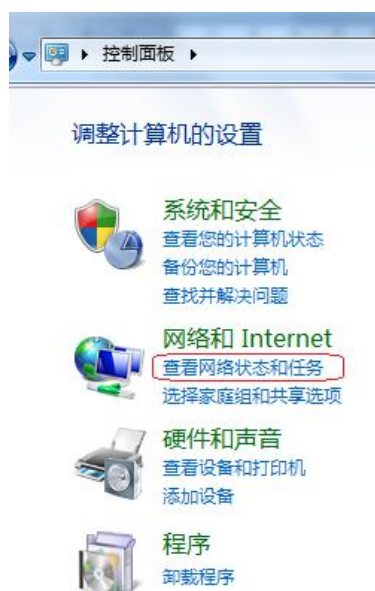 控制面板
调整计算机的设置
系统和安全
查看您的计算机状态
备份您的计算机
查找并解决问题
网络和 Internet
查看网络状态和任务
选择家庭组和共享选项
硬件和声音
查看设备和打印机
添加设备
程序
卸载程序